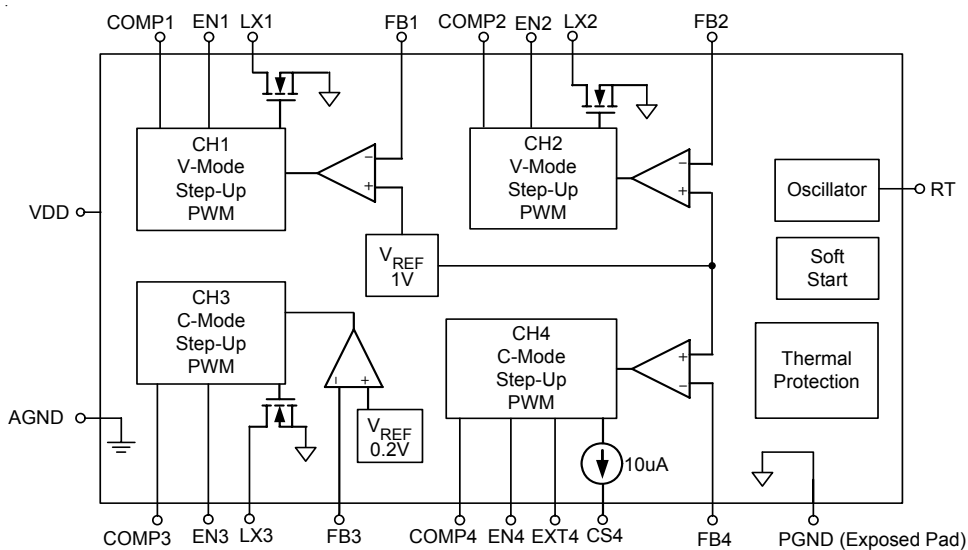 COMP1 EN1 LX1 FB1 COMP2 EN2 LX2 FB2
CH1
V-Mode
Step-Up
PWM
−
+
CH2
V-Mode
Step-Up
PWM
−
+
Oscillator
RT
VDD
VREF
1V
Soft
Start
CH3
C-Mode
Step-Up
PWM
−
+
CH4
C-Mode
Step-Up
PWM
+
−
Thermal
Protection
AGND
VREF
0.2V
10uA
COMP3 EN3 LX3 FB3 COMP4 EN4 EXT4 CS4 FB4 PGND (Exposed Pad)